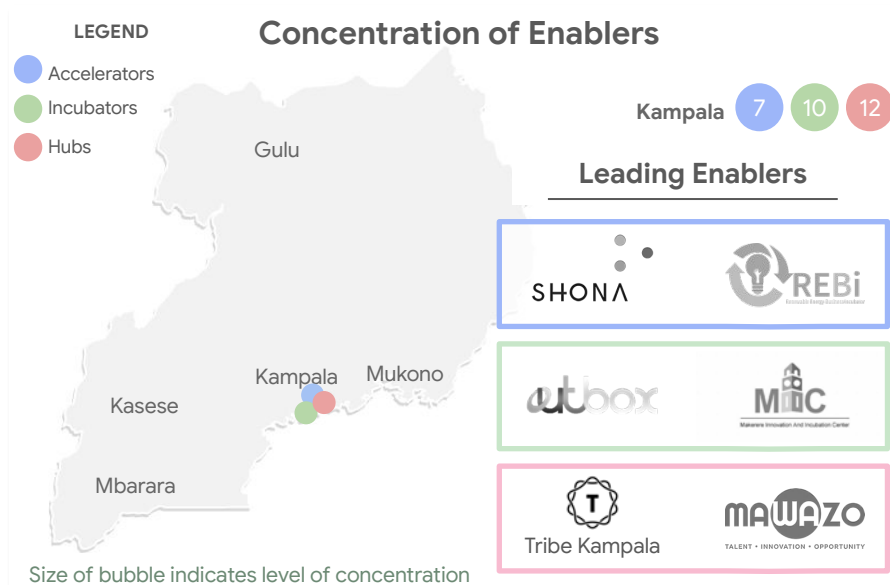 LEGEND
Concentration of Enablers
Accelerators
Incubators
Hubs
Kampala 7 10 12
Gulu
Leading Enablers
SHONA
CREBi
outbox
MIIC
Makerere Innovation And Incubation Center
Kampala
Mukono
Kasese
Mbarara
T
Tribe Kampala
MAWAZO
TALENT • INNOVATION • OPPORTUNITY
Size of bubble indicates level of concentration